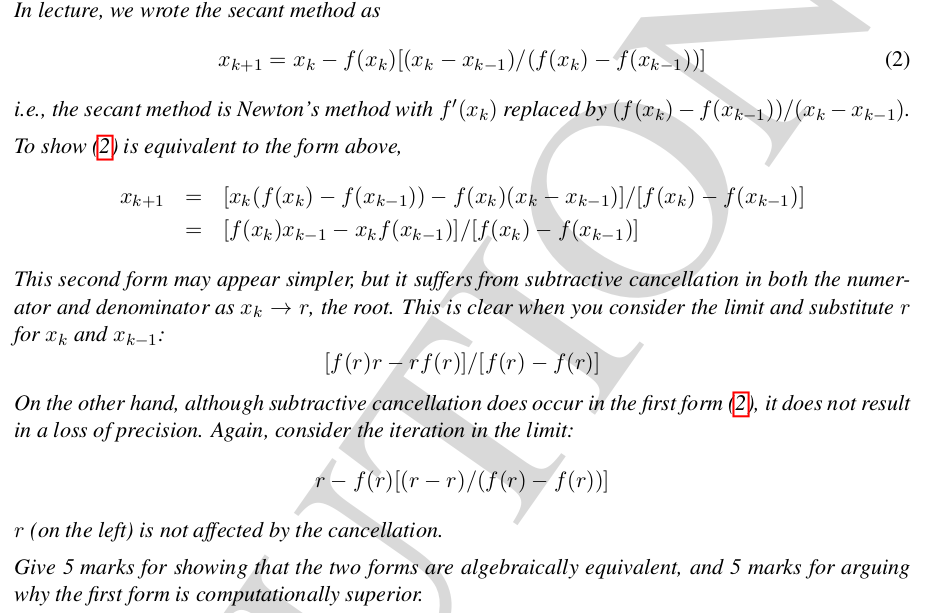 In lecture, we wrote the secant method as
x_{k+1} = x_k − f(x_k)[(x_k − x_{k−1})/(f(x_k) − f(x_{k−1}))] (2)
i.e., the secant method is Newton's method with f′(x_k) replaced by (f(x_k) − f(x_{k−1}))/(x_k − x_{k−1}).
To show (2) is equivalent to the form above,
x_{k+1} = [x_k(f(x_k) − f(x_{k−1})) − f(x_k)(x_k − x_{k−1})]/[f(x_k) − f(x_{k−1})]
= [f(x_k)x_{k−1} − x_k f(x_{k−1})]/[f(x_k) − f(x_{k−1})]
This second form may appear simpler, but it suffers from subtractive cancellation in both the numer-
ator and denominator as x_k → r, the root. This is clear when you consider the limit and substitute r
for x_k and x_{k−1}:
[f(r)r − rf(r)]/[f(r) − f(r)]
On the other hand, although subtractive cancellation does occur in the first form (2), it does not result
in a loss of precision. Again, consider the iteration in the limit:
r − f(r)[(r − r)/(f(r) − f(r))]
r (on the left) is not affected by the cancellation.
Give 5 marks for showing that the two forms are algebraically equivalent, and 5 marks for arguing
why the first form is computationally superior.
UTION